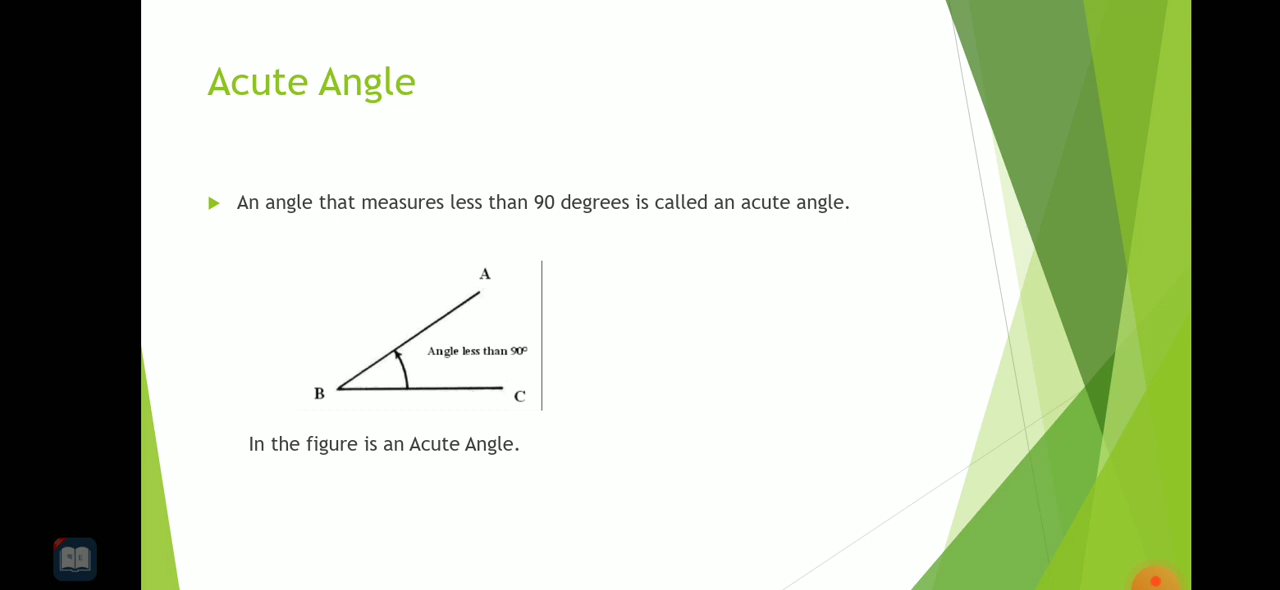 Acute Angle
An angle that measures less than 90 degrees is called an acute angle.
A
Angle less than 90°
B
C
In the figure is an Acute Angle.